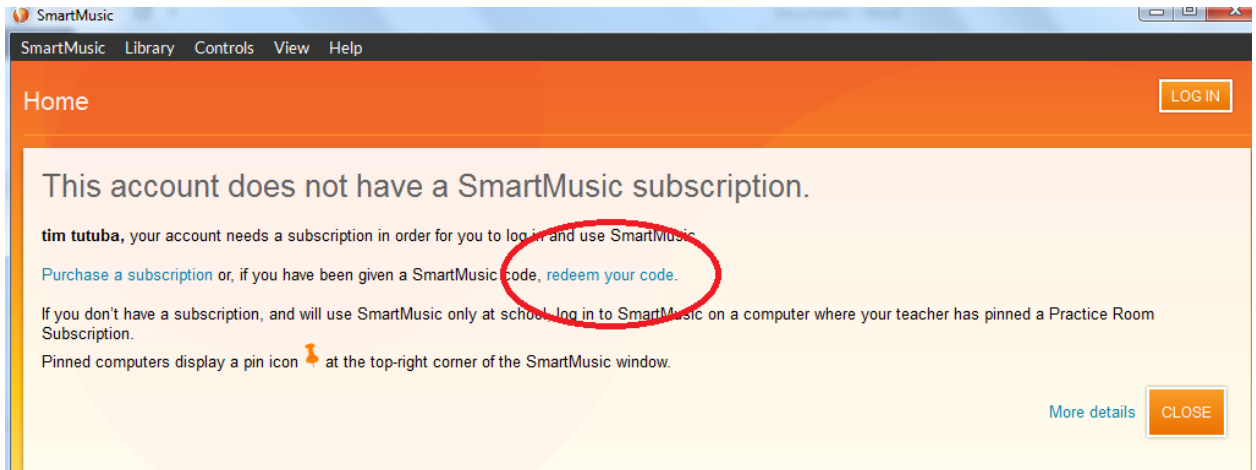 SmartMusic
SmartMusic Library Controls View Help
Home
LOG IN
This account does not have a SmartMusic subscription.
tim tutuba, your account needs a subscription in order for you to log in and use SmartMusic.
Purchase a subscription or, if you have been given a SmartMusic code, redeem your code.
If you don't have a subscription, and will use SmartMusic only at school, log in to SmartMusic on a computer where your teacher has pinned a Practice Room
Subscription.
Pinned computers display a pin icon at the top-right corner of the SmartMusic window.
More details CLOSE